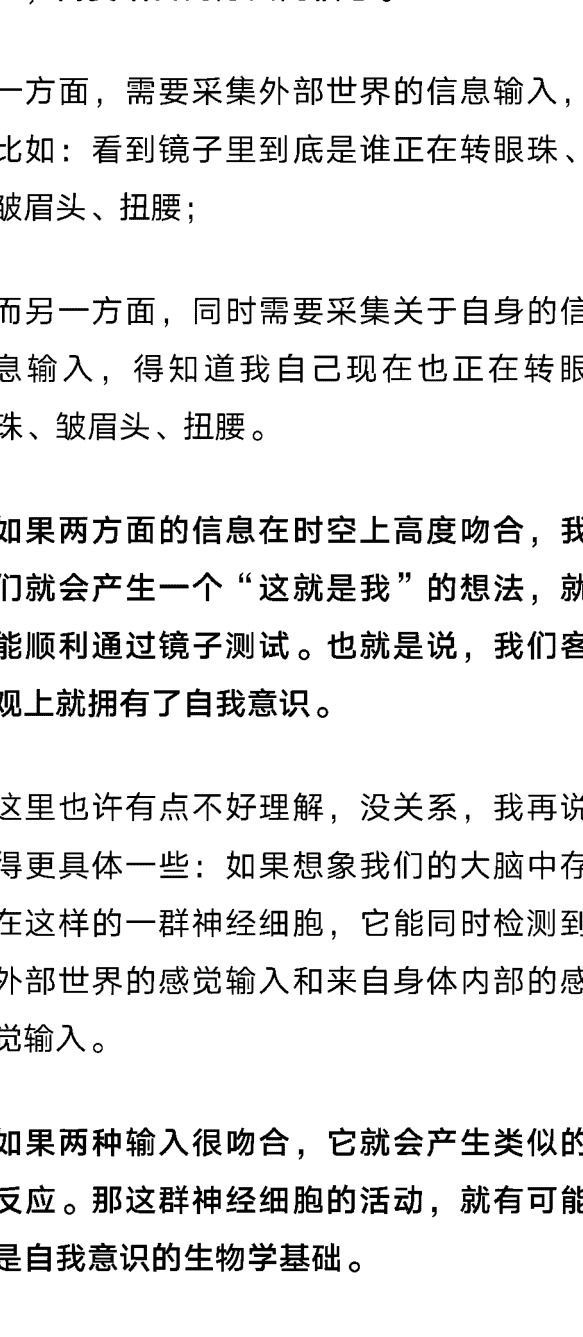 一方面，需要采集外部世界的信息输入，
比如：看到镜子里到底是谁正在转眼珠、
皱眉头、扭腰；
而另一方面，同时需要采集关于自身的信
息输入，得知道我自己现在也正在转眼
珠、皱眉头、扭腰。
如果两方面的信息在时空上高度吻合，我
们就会产生一个“这就是我”的想法，就
能顺利通过镜子测试。也就是说，我们客
观上就拥有了自我意识。
这里也许有点不好理解，没关系，我再说
得更具体一些：如果想象我们的大脑中存
在这样的一群神经细胞，它能同时检测到
外部世界的感觉输入和来自身体内部的感
觉输入。
如果两种输入很吻合，它就会产生类似的
反应。那这群神经细胞的活动，就有可能
是自我意识的生物学基础。